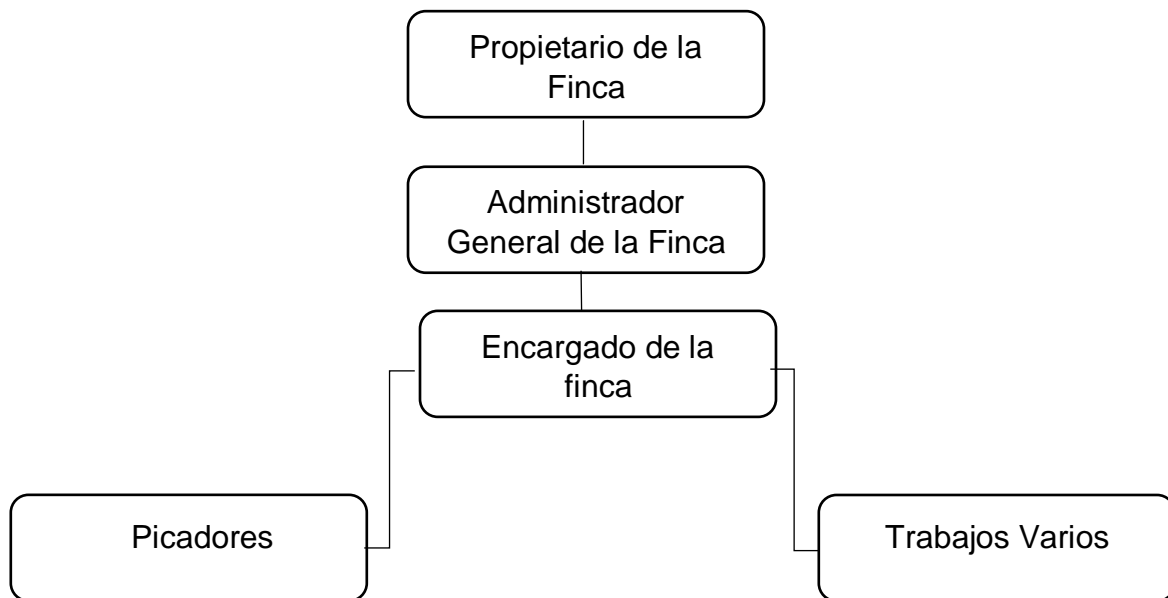 Propietario de la
Finca
Administrador
General de la Finca
Encargado de la
finca
Picadores
Trabajos Varios